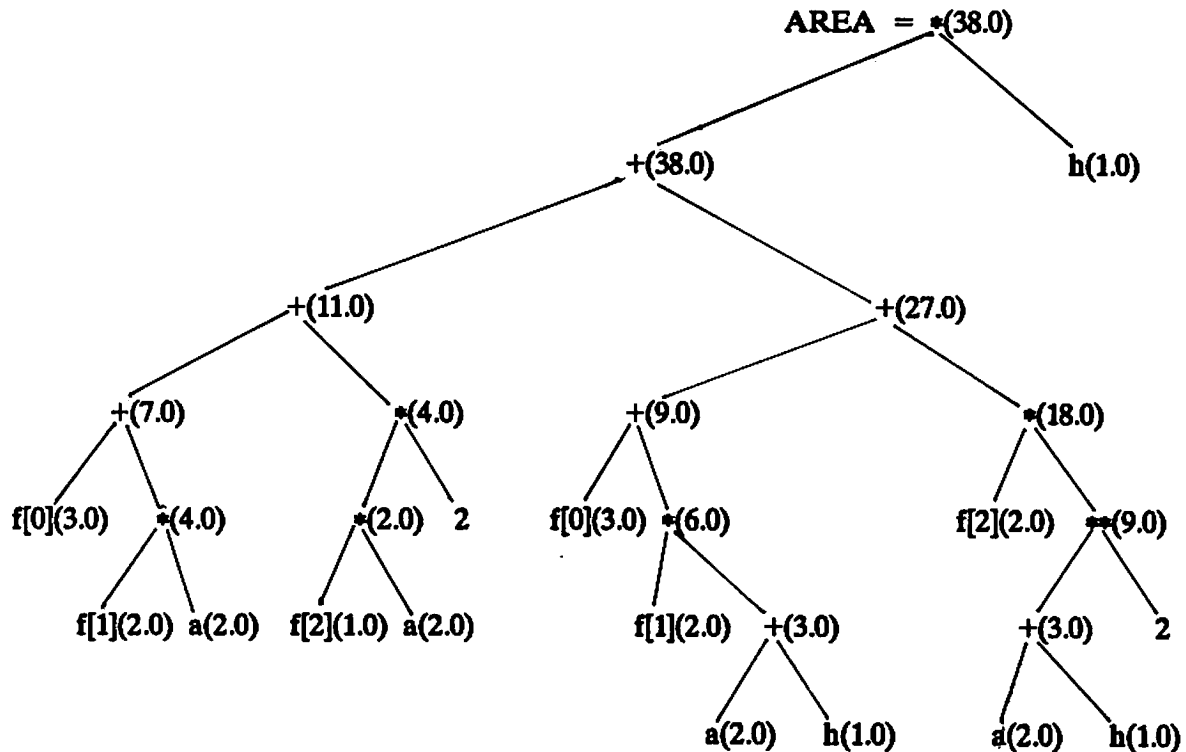 AREA = *(38.0)
+(38.0) h(1.0)
+(11.0) +(27.0)
+(7.0) *(4.0) +(9.0) *(18.0)
f[0](3.0) *(4.0) *(2.0) 2 f[0](3.0) *(6.0) f[2](2.0) **(9.0)
f[1](2.0) a(2.0) f[2](1.0) a(2.0) f[1](2.0) +(3.0) +(3.0) 2
a(2.0) h(1.0) a(2.0) h(1.0)